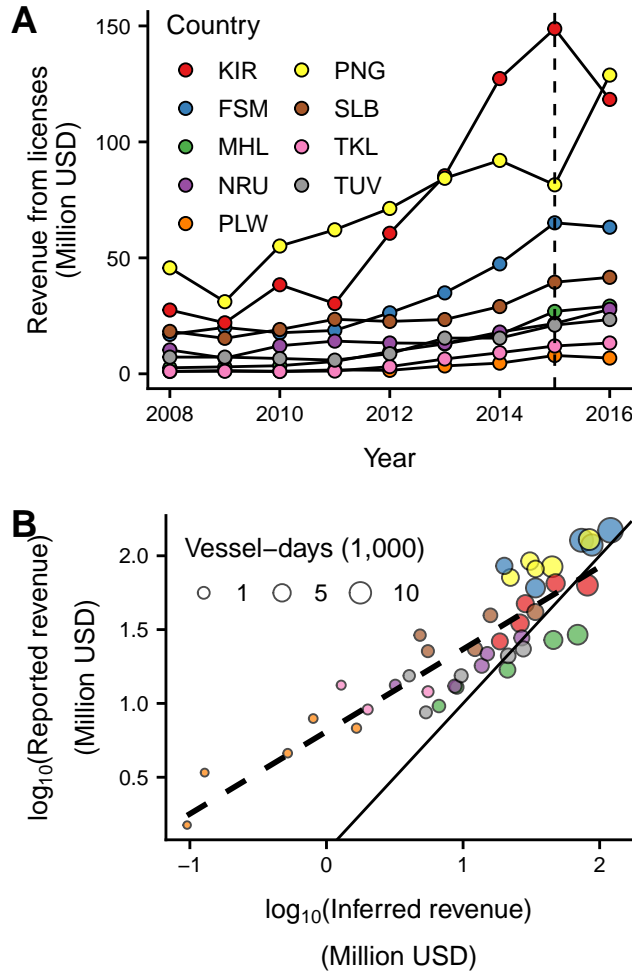 A
Country
KIR
PNG
FSM
SLB
MHL
TKL
NRU
TUV
PLW
Revenue from licenses
(Million USD)
150
100
50
0
2008
2010
2012
2014
2016
Year
B
Vessel−days (1,000)
1
5
10
log10(Reported revenue)
(Million USD)
2.0
1.5
1.0
0.5
−1
0
1
2
log10(Inferred revenue)
(Million USD)